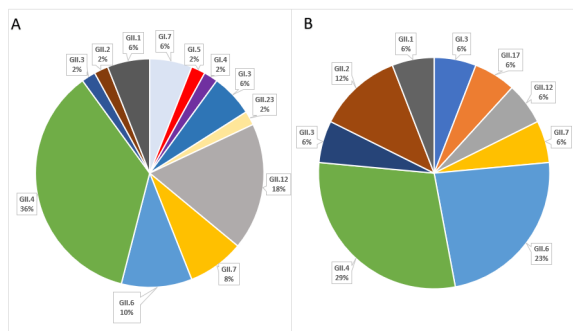 A
GII.1
6%
GI.7
6%
GI.5
2%
GI.4
2%
GI.3
6%
GII.23
2%
GII.12
18%
GII.7
8%
GII.6
10%
GII.4
36%
GII.3
2%
GII.2
2%
B
GII.1
6%
GI.3
6%
GII.17
6%
GII.12
6%
GII.7
6%
GII.6
23%
GII.4
29%
GII.3
6%
GII.2
12%